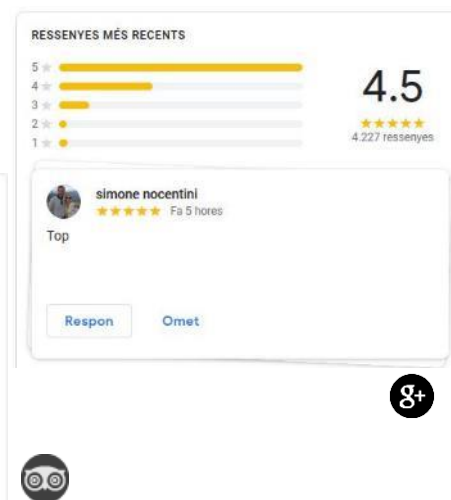 RESSENYES MÉS RECENTS
5
4
3
2
1
4.5
4.227 ressenyes
simone nocentini
Fa 5 hores
Top
Respon
Omet
g+